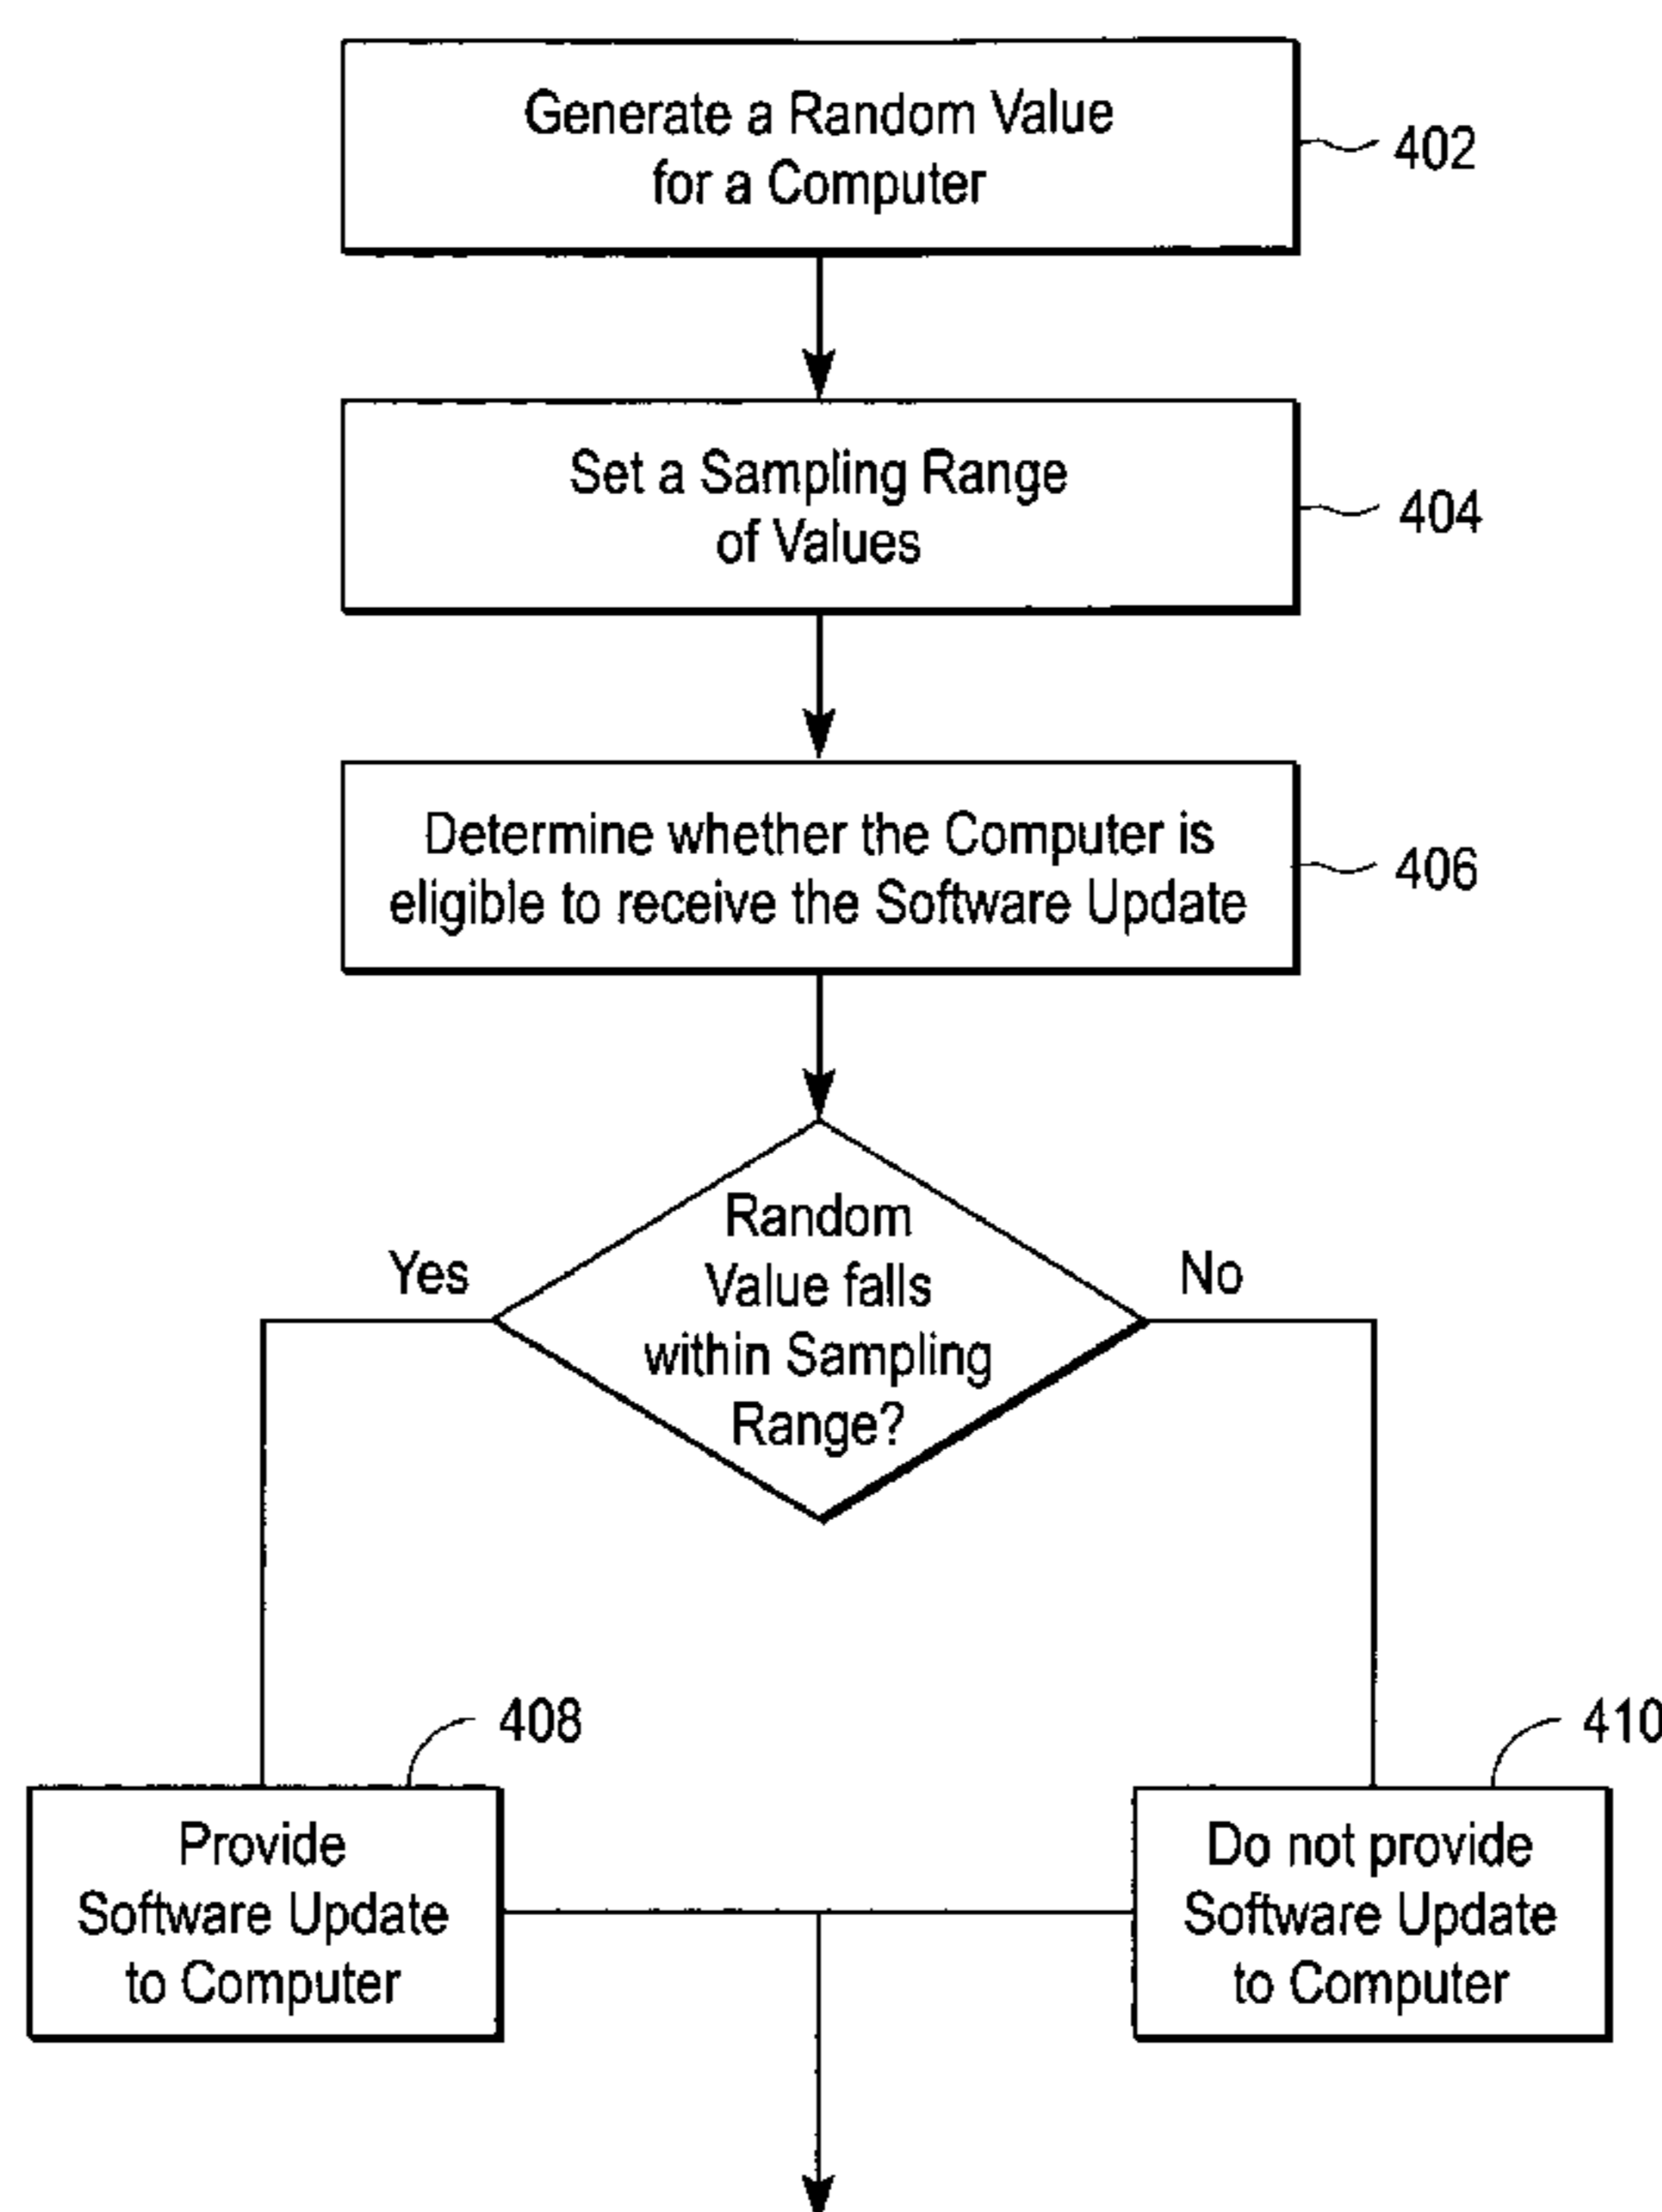 Generate a Random Value
for a Computer
402
Set a Sampling Range
of Values
404
Determine whether the Computer is
eligible to receive the Software Update
406
Random
Value falls
within Sampling
Range?
Yes
No
408
410
Provide
Software Update
to Computer
Do not provide
Software Update
to Computer